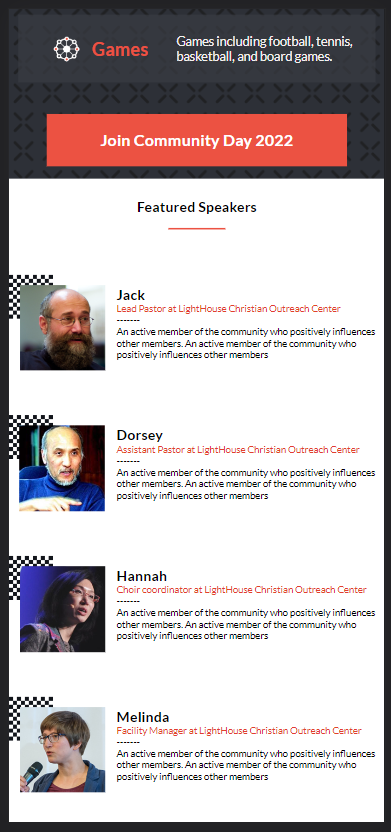 Games
Games including football, tennis,
basketball, and board games.
Join Community Day 2022
Featured Speakers
Jack
Lead Pastor at LightHouse Christian Outreach Center
-------
An active member of the community who positively influences
other members. An active member of the community who
positively influences other members
Dorsey
Assistant Pastor at LightHouse Christian Outreach Center
-------
An active member of the community who positively influences
other members. An active member of the community who
positively influences other members
Hannah
Choir coordinator at LightHouse Christian Outreach Center
-------
An active member of the community who positively influences
other members. An active member of the community who
positively influences other members
Melinda
Facility Manager at LightHouse Christian Outreach Center
-------
An active member of the community who positively influences
other members. An active member of the community who
positively influences other members